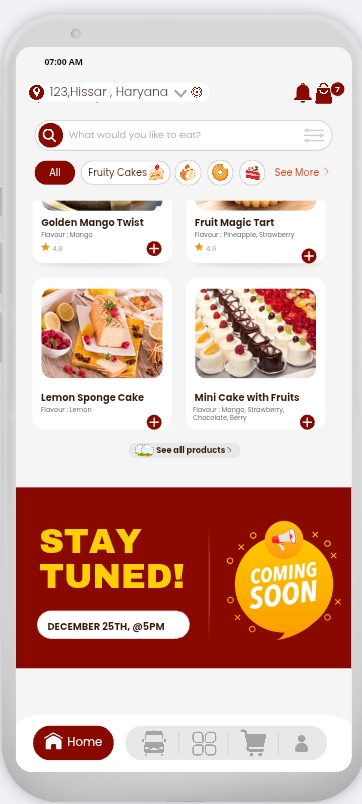 07:00 AM
123,Hissar , Haryana
7
What would you like to eat?
All
Fruity Cakes
See More >
Golden Mango Twist
Flavour : Mango
4.8
Fruit Magic Tart
Flavour : Pineapple, Strawberry
4.9
Lemon Sponge Cake
Flavour : Lemon
Mini Cake with Fruits
Flavour : Mango, Strawberry,
Chocolate, Berry
See all products >
STAY
TUNED!
DECEMBER 25TH, @5PM
COMING
SOON
Home